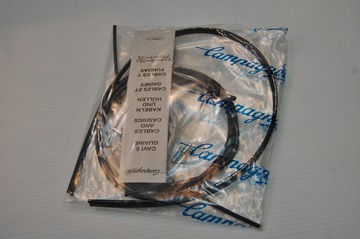 Campagnolo
CAVI E
GUAINE
CABLES
AND
CASINGS
KABELN
UND
HÜLLEN
CABLES ET
GAINES
CABLES Y
FUNDAS
Campagnolo
Campagnolo